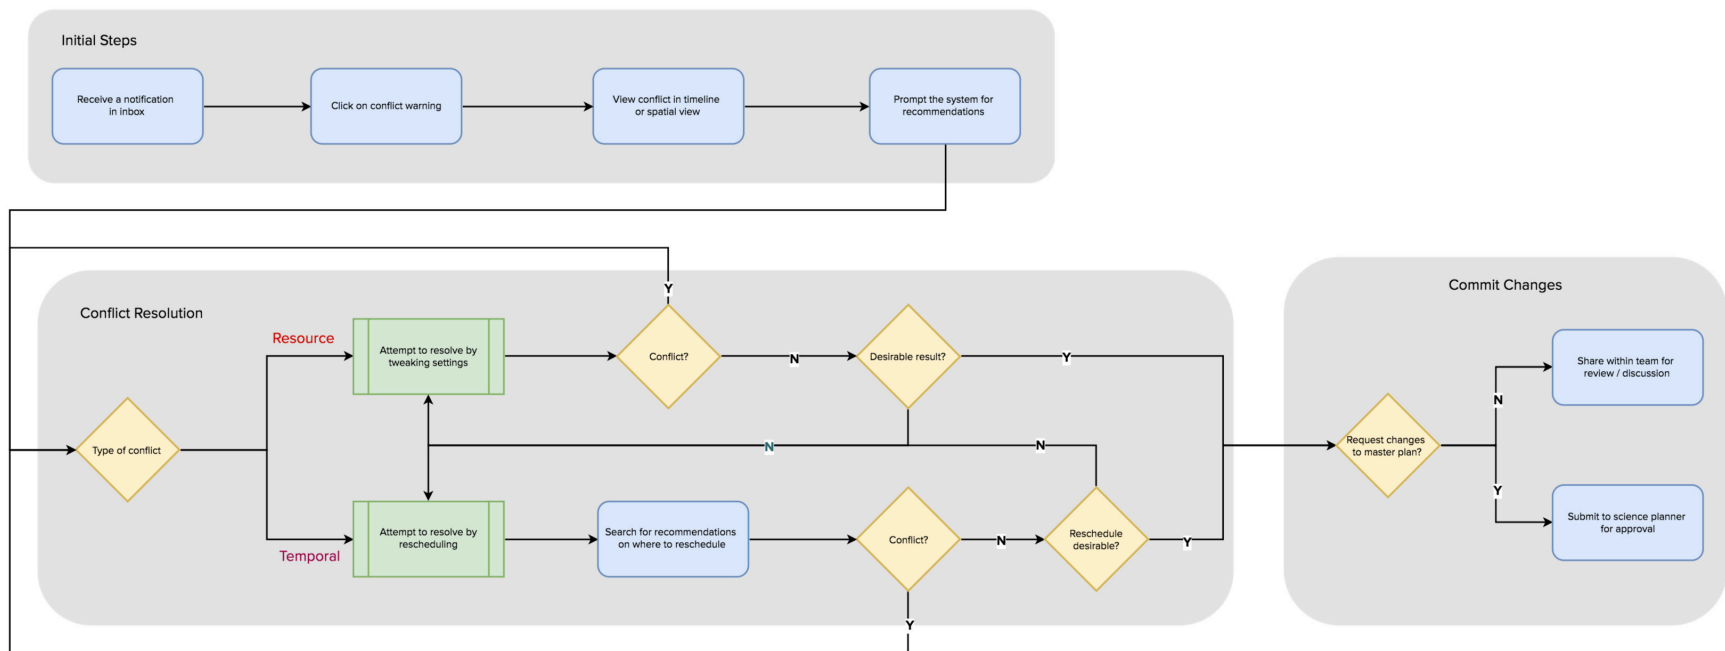 Initial Steps
Receive a notification
in inbox
Click on conflict warning
View conflict in timeline
or spatial view
Prompt the system for
recommendations
Conflict Resolution
Type of conflict
Resource
Attempt to resolve by
tweaking settings
Y
Conflict?
N
Desirable result?
Y
N
N
Temporal
Attempt to resolve by
rescheduling
Search for recommendations
on where to reschedule
Conflict?
N
Reschedule
desirable?
Y
Y
Commit Changes
Request changes
to master plan?
N
Share within team for
review / discussion
Y
Submit to science planner
for approval